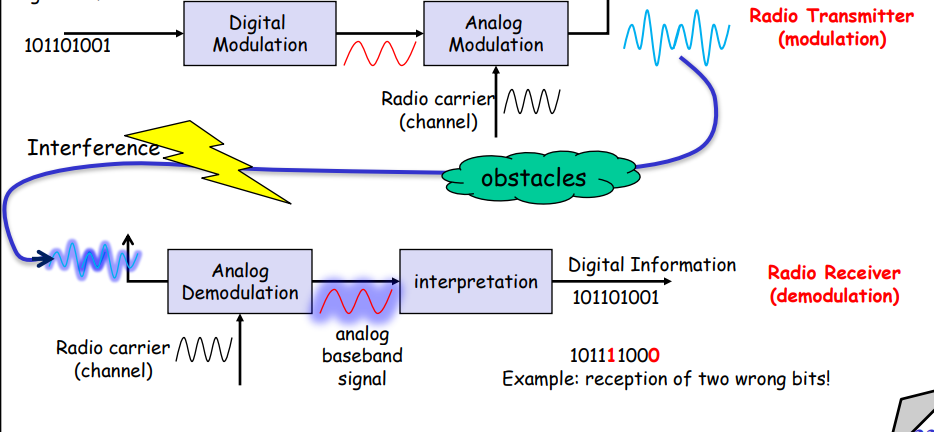 101101001
Digital
Modulation
Analog
Modulation
Radio Transmitter
(modulation)
Radio carrier
(channel)
Interference
obstacles
Analog
Demodulation
interpretation
Digital Information
101101001
Radio Receiver
(demodulation)
Radio carrier
(channel)
analog
baseband
signal
101111000
Example: reception of two wrong bits!